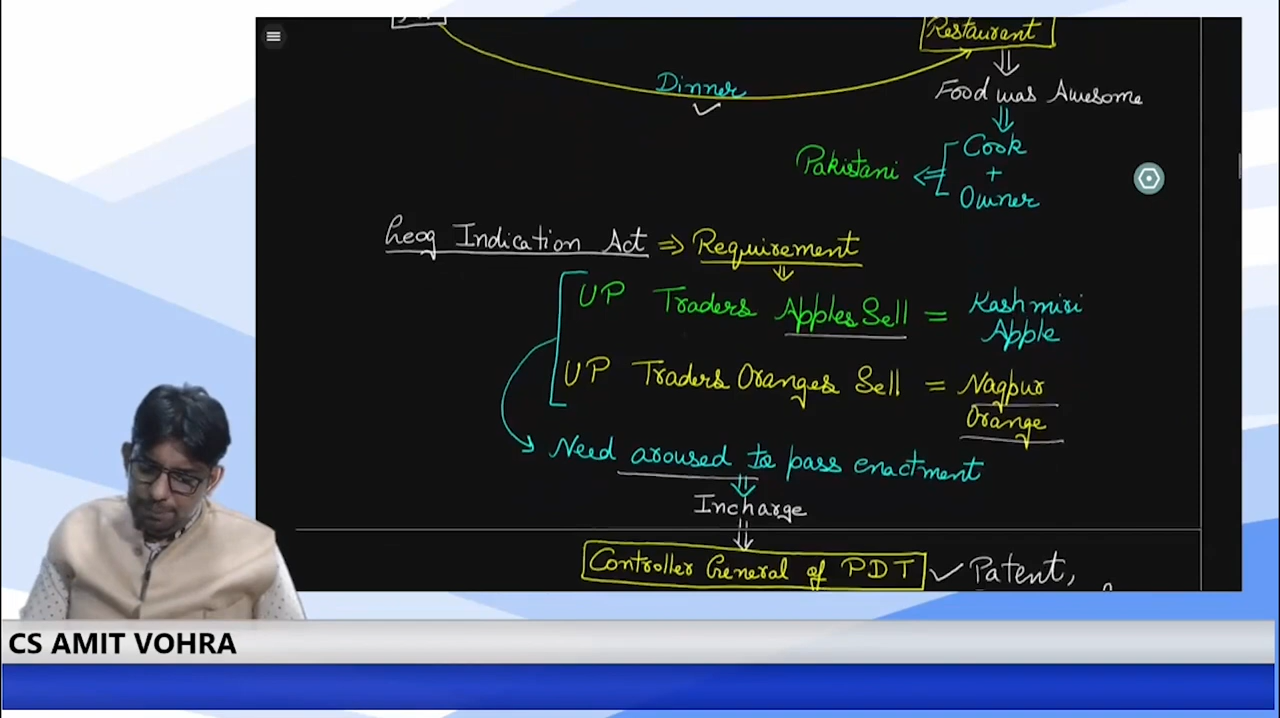 Restaurant
Dinner
Food was Awesome
Cook
+
Owner
Pakistani
Geog Indication Act ⇒ Requirement
UP Traders Apples Sell = Kashmiri
Apple
UP Traders Oranges Sell = Nagpur
Orange
Need aroused to pass enactment
Incharge
Controller General of PDT ✓ Patent,
CS AMIT VOHRA